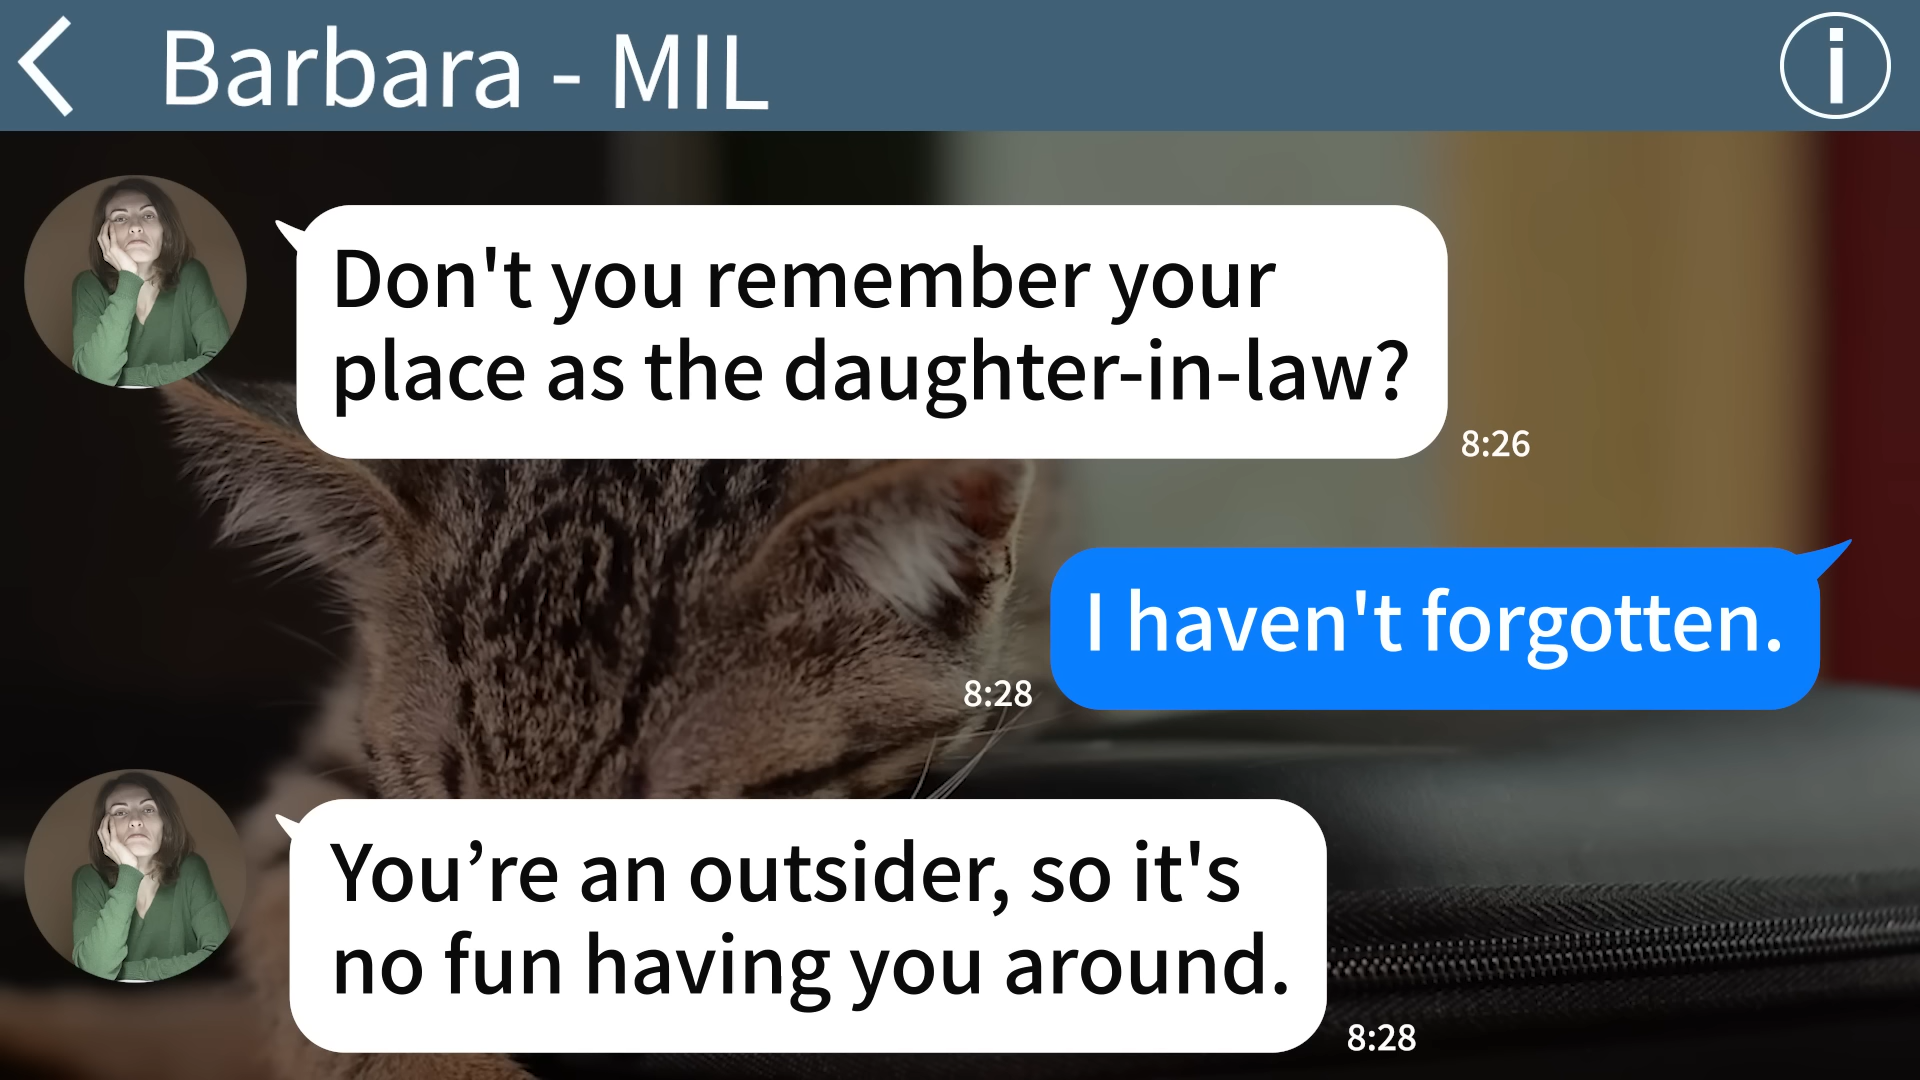 Barbara - MIL
Don't you remember your
place as the daughter-in-law?
8:26
I haven't forgotten.
8:28
You’re an outsider, so it's
no fun having you around.
8:28